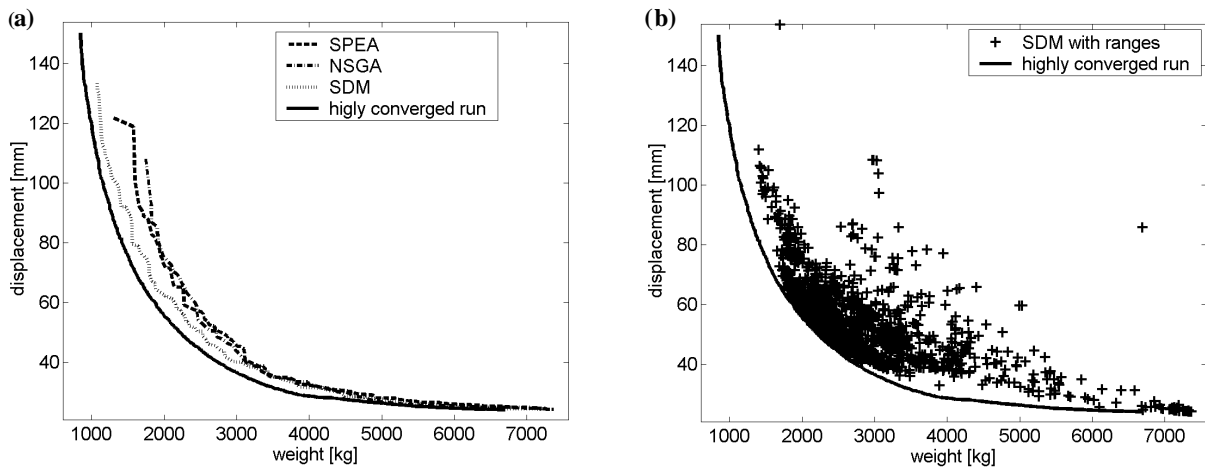 (a)
SPEA
NSGA
SDM
higly converged run
displacement [mm]
140
120
100
80
60
40
1000 2000 3000 4000 5000 6000 7000
weight [kg]
(b)
SDM with ranges
highly converged run
displacement [mm]
140
120
100
80
60
40
1000 2000 3000 4000 5000 6000 7000
weight [kg]